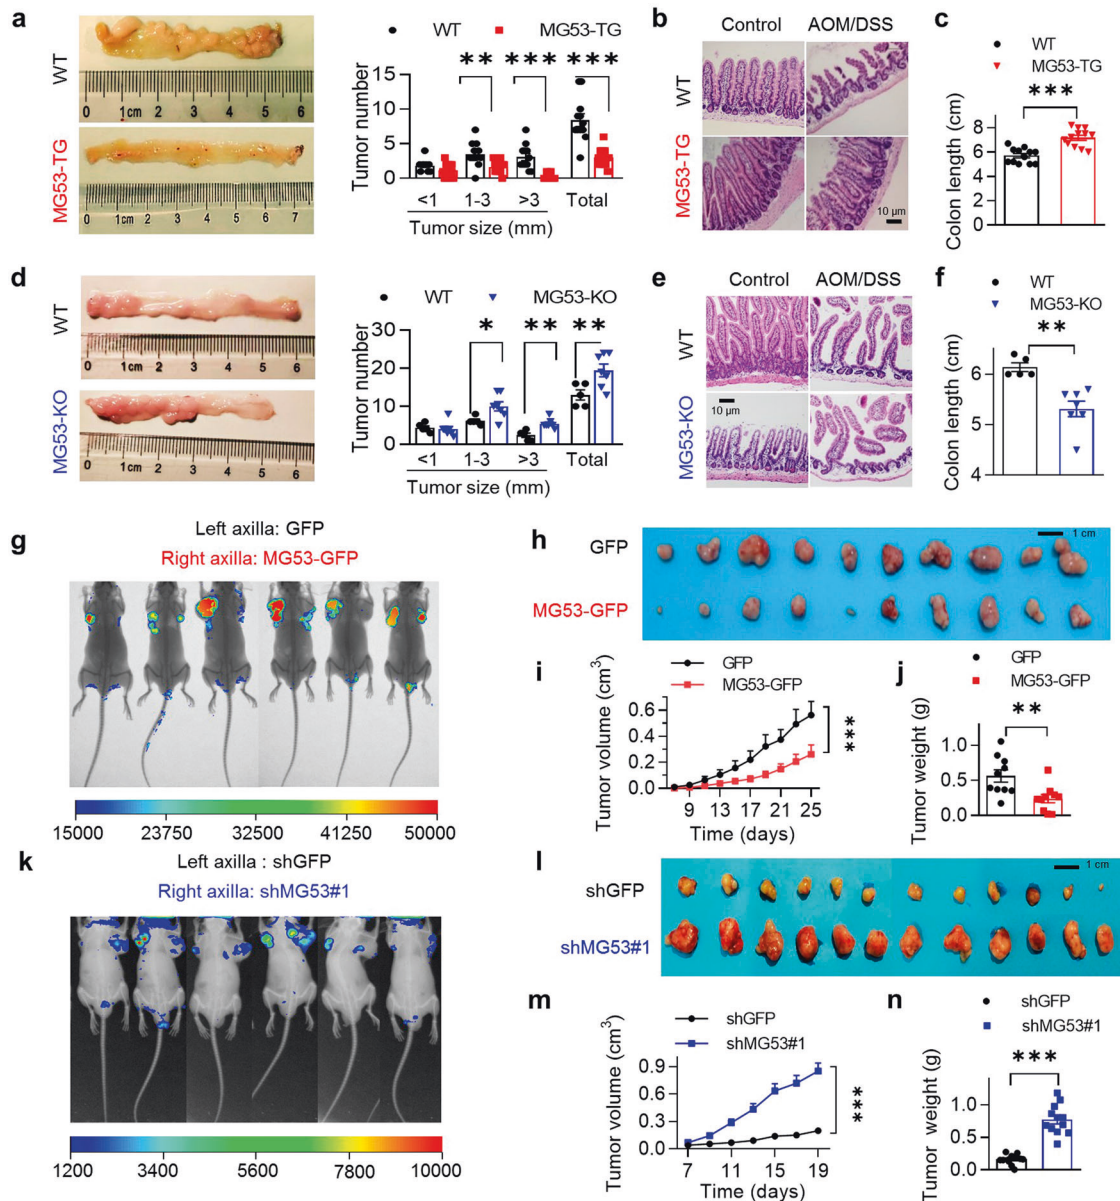 a
WT
0 1cm 2 3 4 5 6
MG53-TG
0 1cm 2 3 4 5 6 7
WT MG53-TG
** *** ***
Tumor number
15
10
5
0
<1 1-3 >3 Total
Tumor size (mm)
b
Control AOM/DSS
WT
MG53-TG
10 µm
c
WT
MG53-TG
***
Colon length (cm)
8
6
4
2
0
d
WT
0 1cm 2 3 4 5 6
MG53-KO
0 1cm 2 3 4 5 6
WT MG53-KO
* ** **
Tumor number
30
20
10
0
<1 1-3 >3 Total
Tumor size (mm)
e
Control AOM/DSS
WT
10 µm
MG53-KO
f
WT
MG53-KO
**
Colon length (cm)
6
5
4
g
Left axilla: GFP
Right axilla: MG53-GFP
15000 23750 32500 41250 50000
h
GFP
MG53-GFP
1 cm
i
GFP
MG53-GFP
Tumor volume (cm³)
0.6
0.4
0.2
0.0
9 13 17 21 25
Time (days)
***
j
GFP
MG53-GFP
**
Tumor weight (g)
1.0
0.5
0.0
k
Left axilla : shGFP
Right axilla: shMG53#1
1200 3400 5600 7800 10000
l
shGFP
shMG53#1
1 cm
m
shGFP
shMG53#1
Tumor volume (cm³)
0.9
0.6
0.3
0.0
7 11 15 19
Time (days)
***
n
shGFP
shMG53#1
***
Tumor weight (g)
1.0
0.5
0.0